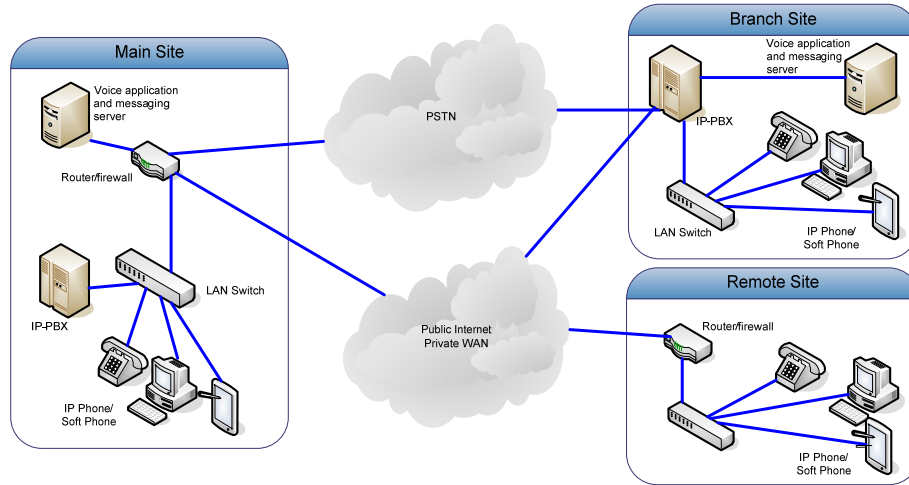 Main Site
Voice application
and messaging
server
Router/firewall
IP-PBX
LAN Switch
IP Phone/
Soft Phone
PSTN
Public Internet
Private WAN
Branch Site
Voice application
and messaging
server
IP-PBX
LAN Switch
IP Phone/
Soft Phone
Remote Site
Router/firewall
IP Phone/
Soft Phone